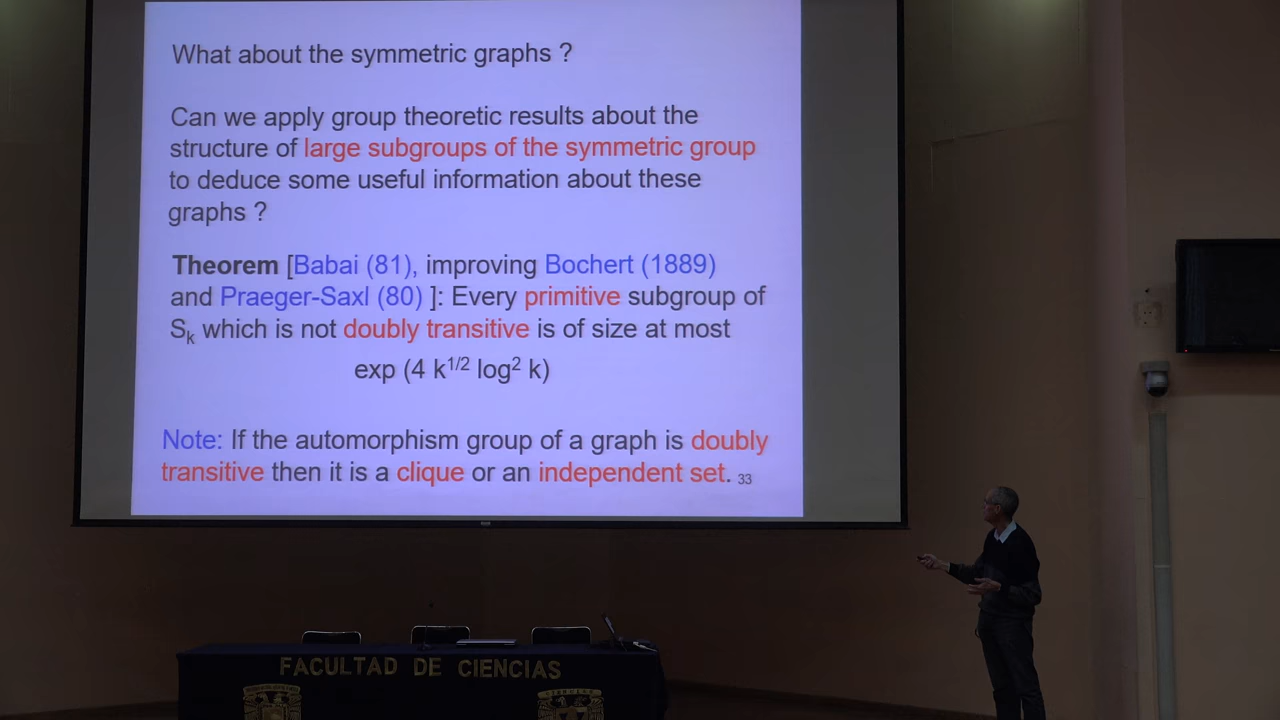 What about the symmetric graphs ?
Can we apply group theoretic results about the
structure of large subgroups of the symmetric group
to deduce some useful information about these
graphs ?
Theorem [Babai (81), improving Bochert (1889)
and Praeger-Saxl (80) ]: Every primitive subgroup of
Sₖ which is not doubly transitive is of size at most
exp (4 k^1/2 log² k)
Note: If the automorphism group of a graph is doubly
transitive then it is a clique or an independent set. 33
FACULTAD DE CIENCIAS